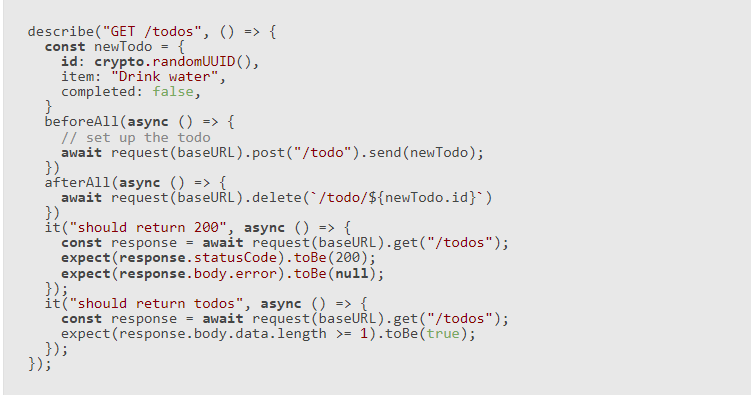 describe("GET /todos", () => {
  const newTodo = {
    id: crypto.randomUUID(),
    item: "Drink water",
    completed: false,
  }
  beforeAll(async () => {
    // set up the todo
    await request(baseURL).post("/todo").send(newTodo);
  })
  afterAll(async () => {
    await request(baseURL).delete(`/todo/${newTodo.id}`)
  })
  it("should return 200", async () => {
    const response = await request(baseURL).get("/todos");
    expect(response.statusCode).toBe(200);
    expect(response.body.error).toBe(null);
  });
  it("should return todos", async () => {
    const response = await request(baseURL).get("/todos");
    expect(response.body.data.length >= 1).toBe(true);
  });
});